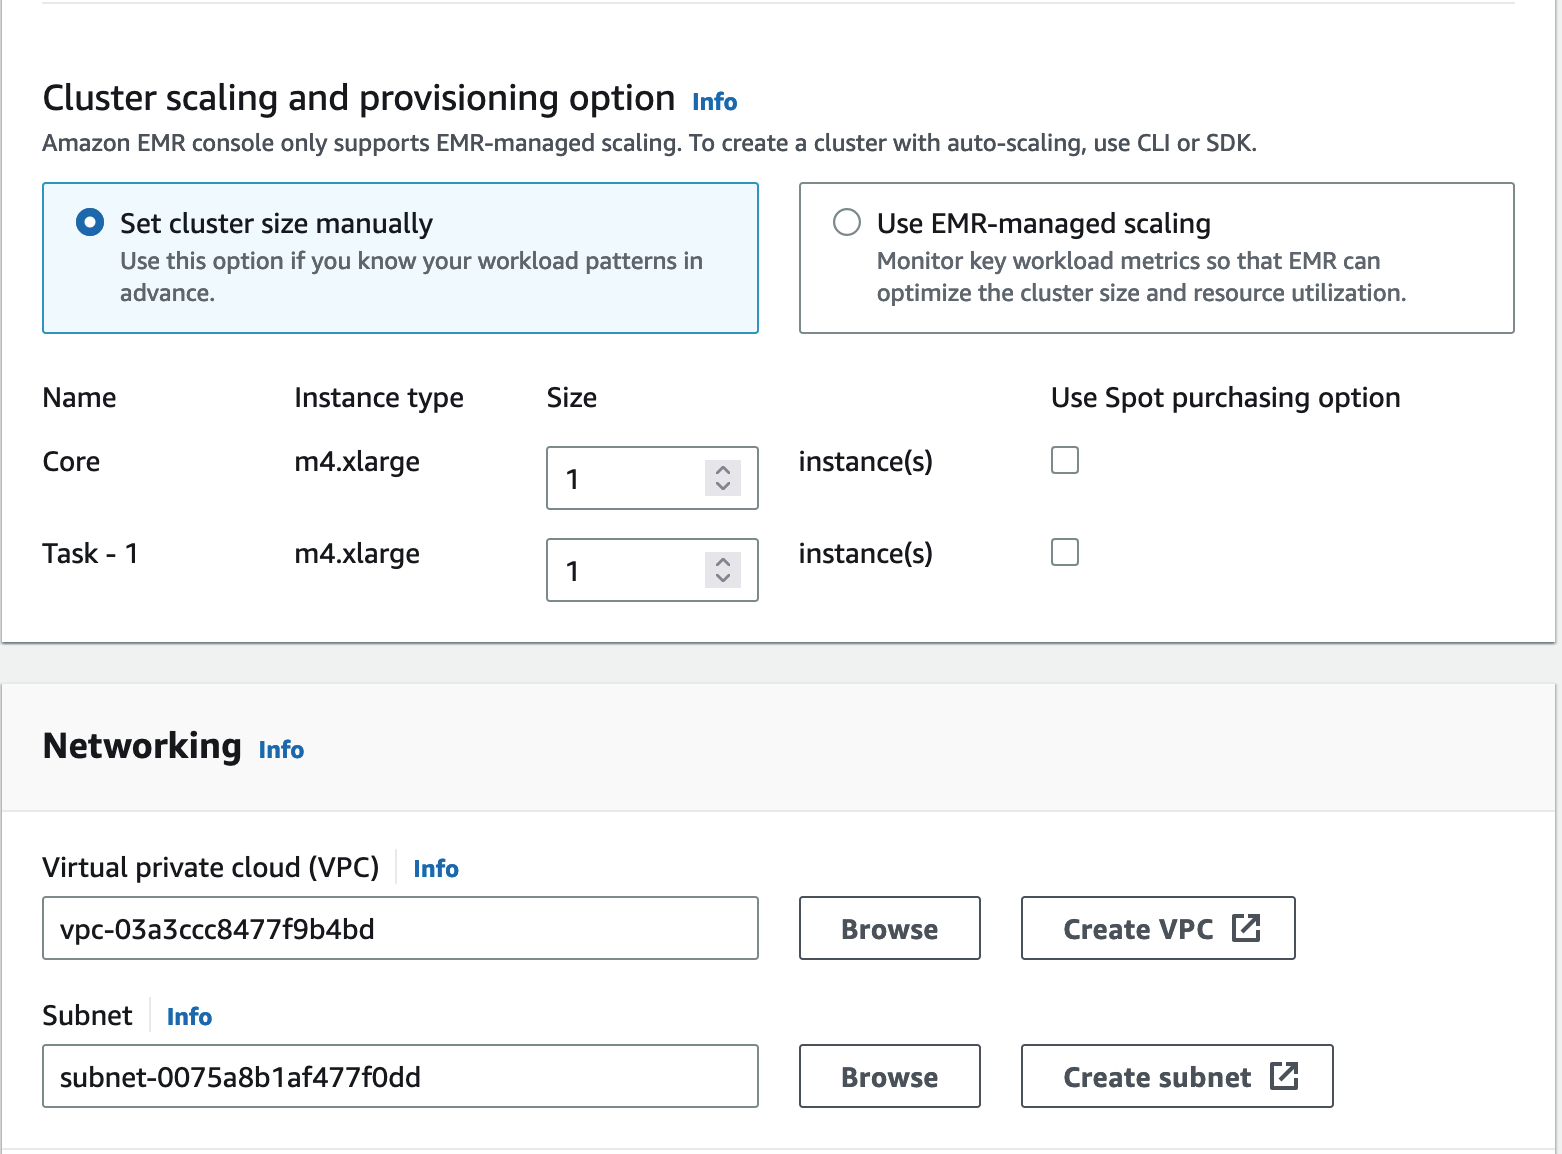 Cluster scaling and provisioning option Info
Amazon EMR console only supports EMR-managed scaling. To create a cluster with auto-scaling, use CLI or SDK.
Set cluster size manually
Use this option if you know your workload patterns in
advance.
Use EMR-managed scaling
Monitor key workload metrics so that EMR can
optimize the cluster size and resource utilization.
Name Instance type Size Use Spot purchasing option
Core m4.xlarge 1 instance(s)
Task - 1 m4.xlarge 1 instance(s)
Networking Info
Virtual private cloud (VPC) Info
vpc-03a3ccc8477f9b4bd Browse Create VPC
Subnet Info
subnet-0075a8b1af477f0dd Browse Create subnet